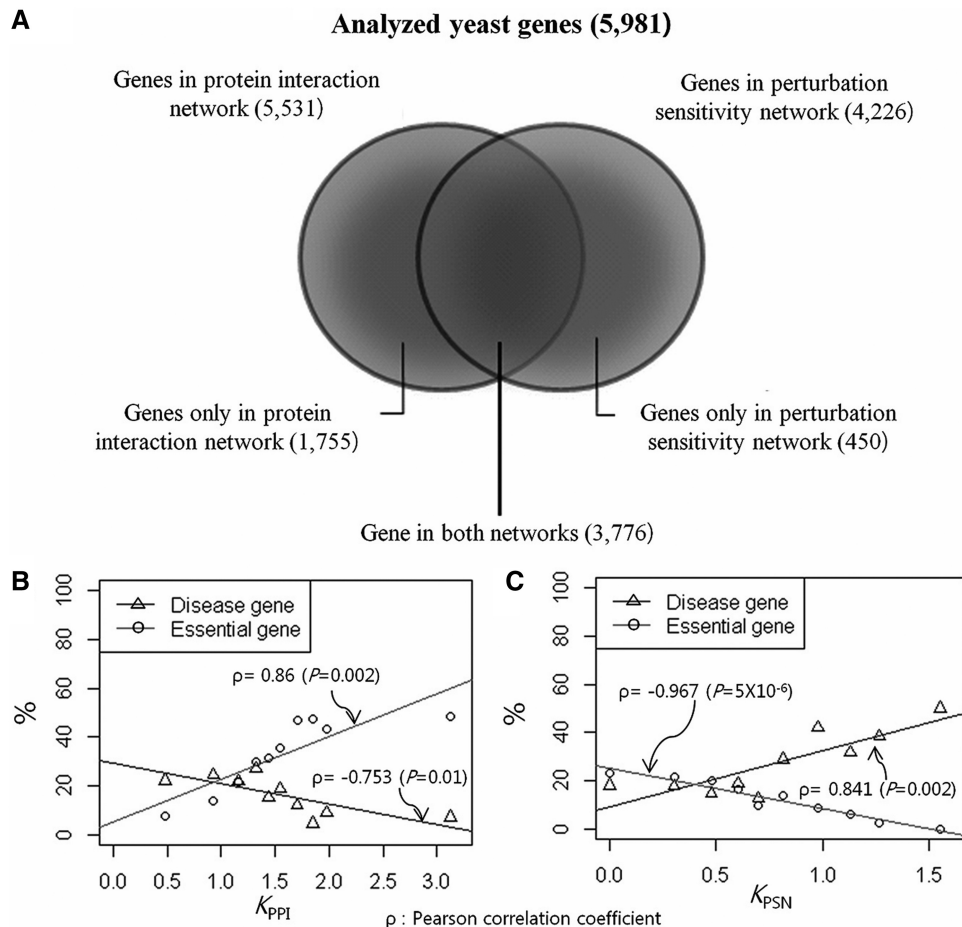 A
Analyzed yeast genes (5,981)
Genes in protein interaction
network (5,531)
Genes in perturbation
sensitivity network (4,226)
Genes only in protein
interaction network (1,755)
Genes only in perturbation
sensitivity network (450)
Gene in both networks (3,776)
B
Disease gene
Essential gene
ρ= 0.86 (P=0.002)
ρ= -0.753 (P=0.01)
%
100
80
60
40
20
0
0.0 0.5 1.0 1.5 2.0 2.5 3.0
KPPI
C
Disease gene
Essential gene
ρ= -0.967 (P=5X10⁻⁶)
ρ= 0.841 (P=0.002)
%
100
80
60
40
20
0
0.0 0.5 1.0 1.5
KPSN
ρ : Pearson correlation coefficient